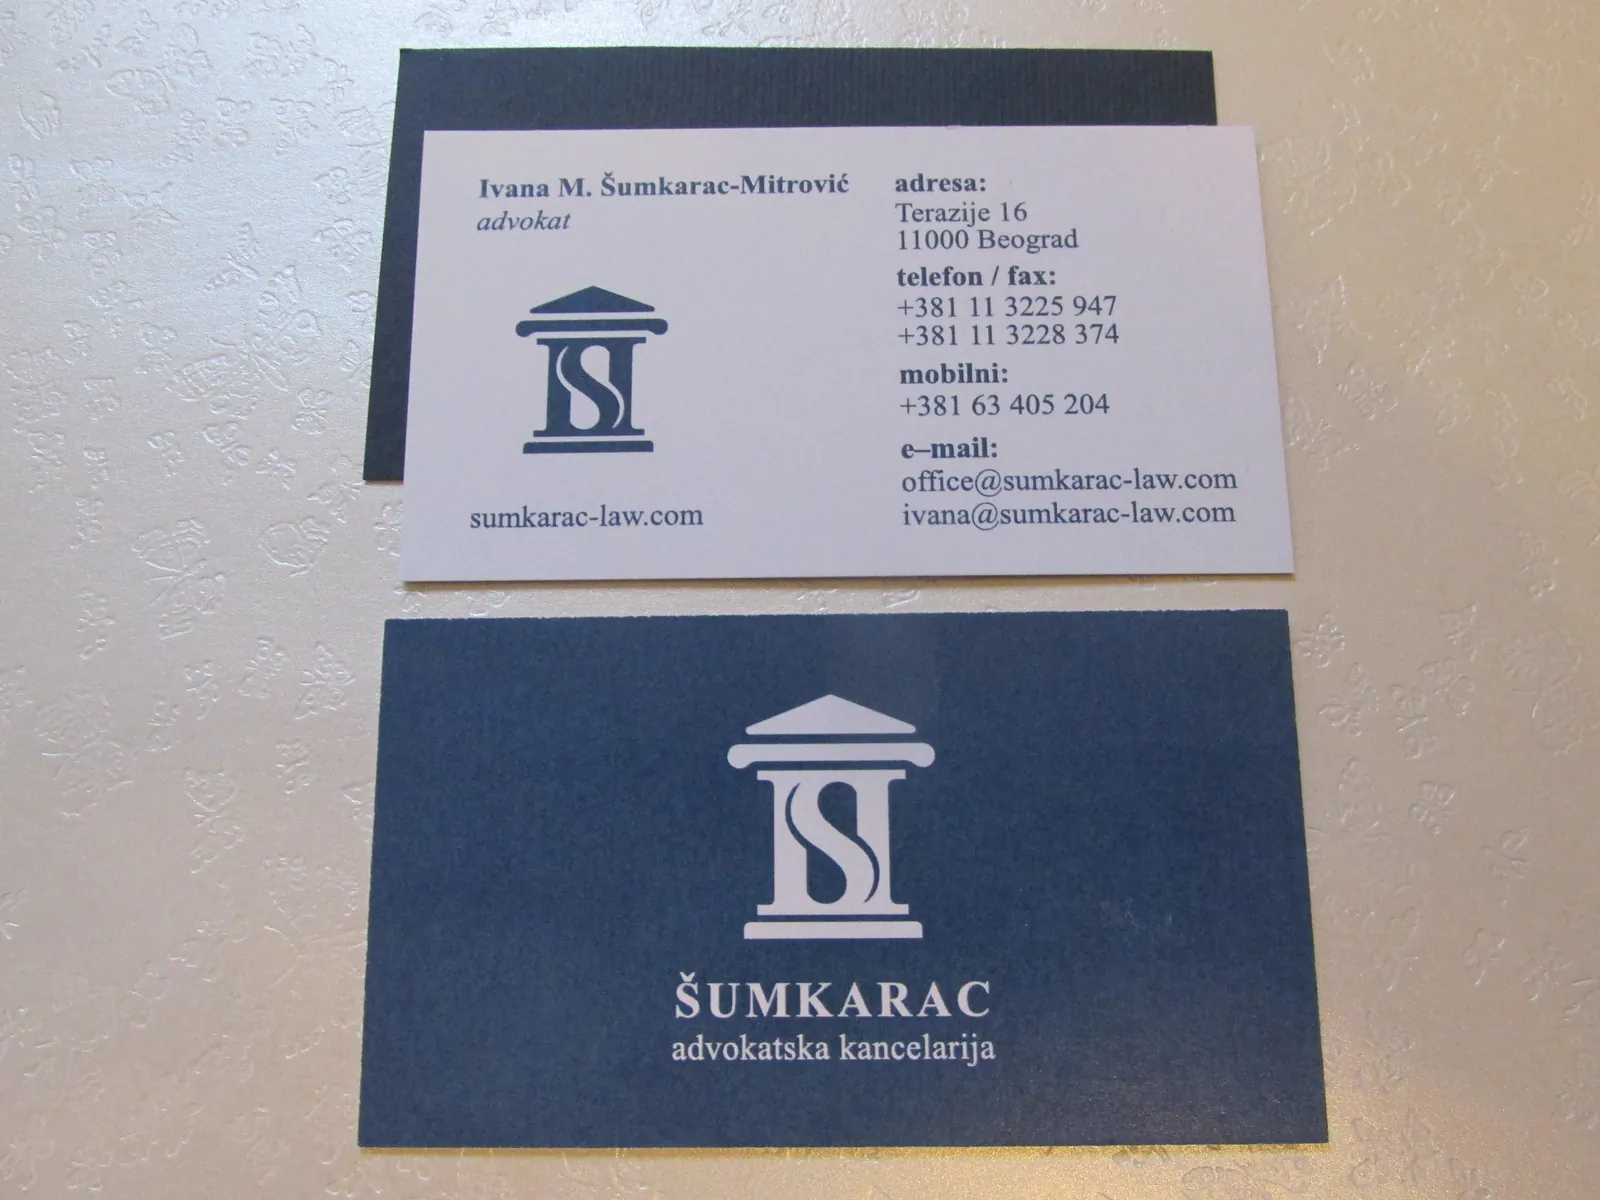 Ivana M. Šumkarac-Mitrović
advokat
sumkarac-law.com
adresa:
Terazije 16
11000 Beograd
telefon / fax:
+381 11 3225 947
+381 11 3228 374
mobilni:
+381 63 405 204
e–mail:
office@sumkarac-law.com
ivana@sumkarac-law.com
ŠUMKARAC
advokatska kancelarija